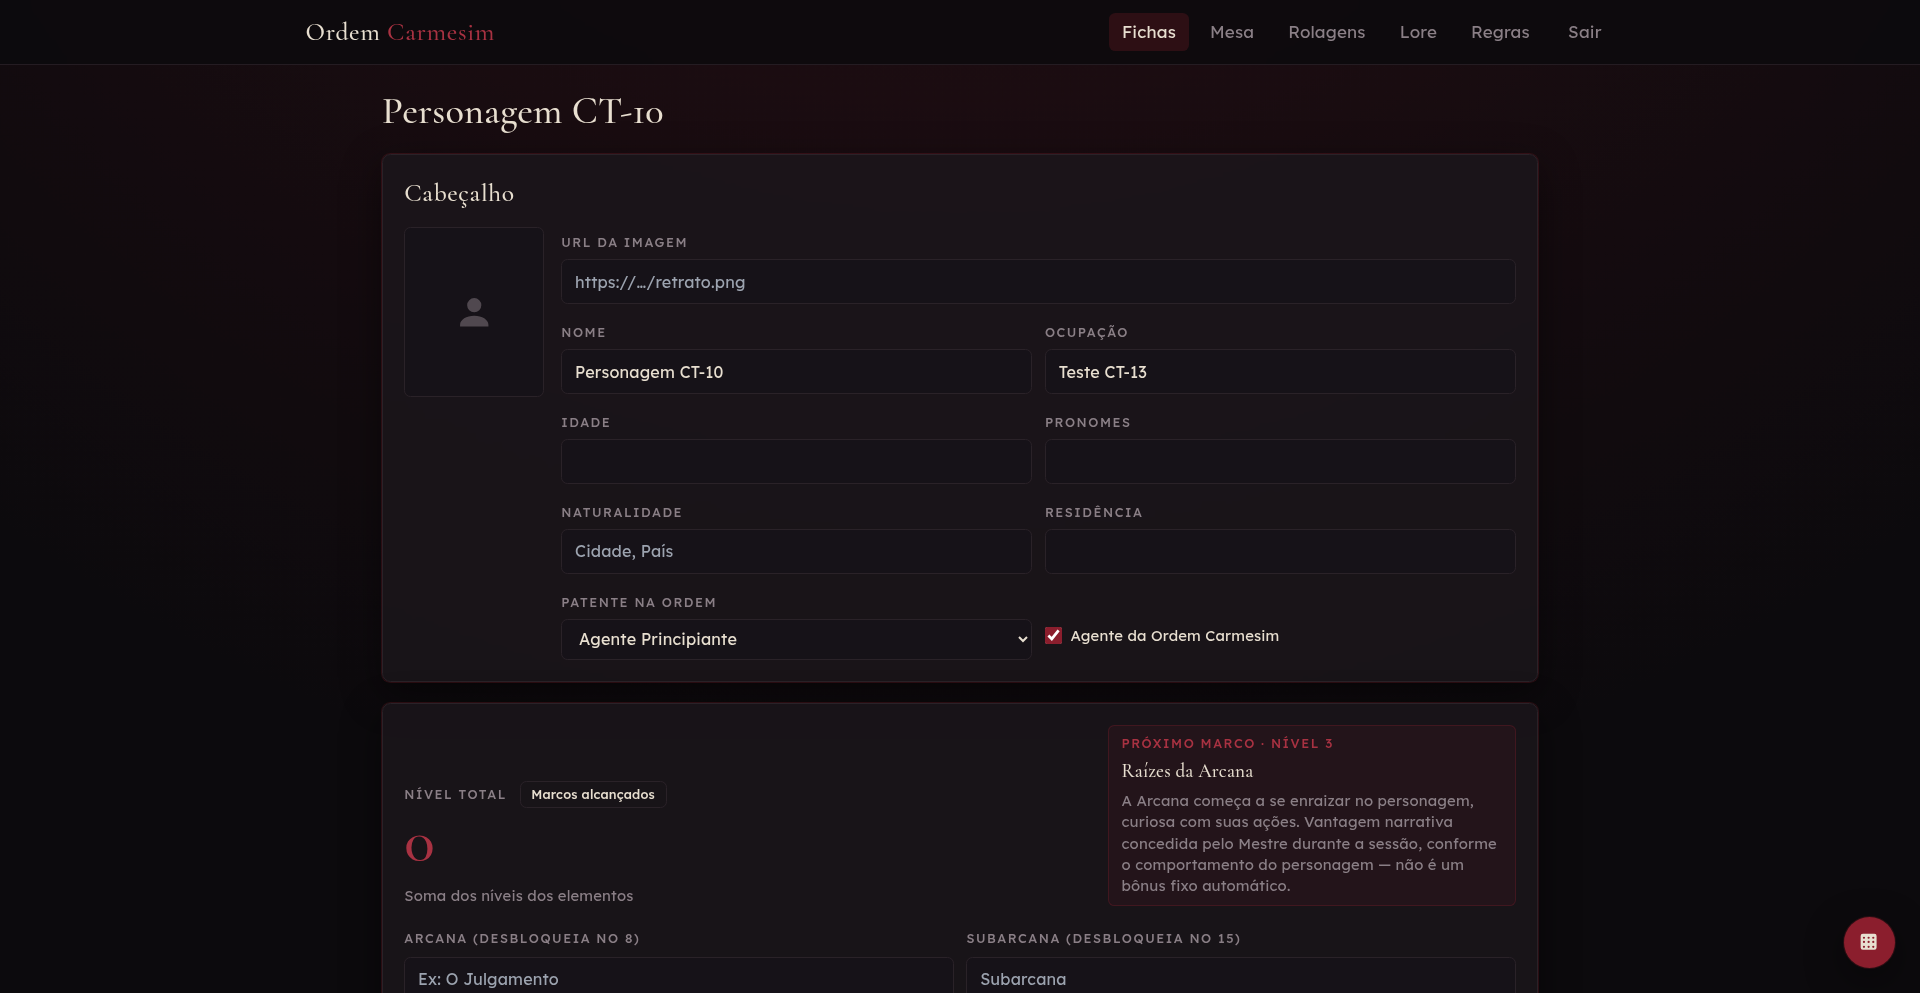 Ordem Carmesim
Fichas
Mesa
Rolagens
Lore
Regras
Sair
Personagem CT-10
Cabeçalho
URL DA IMAGEM
https://…/retrato.png
NOME
OCUPAÇÃO
Personagem CT-10
Teste CT-13
IDADE
PRONOMES
NATURALIDADE
RESIDÊNCIA
Cidade, País
PATENTE NA ORDEM
Agente Principiante
Agente da Ordem Carmesim
NÍVEL TOTAL
Marcos alcançados
0
Soma dos níveis dos elementos
PRÓXIMO MARCO · NÍVEL 3
Raízes da Arcana
A Arcana começa a se enraizar no personagem,
curiosa com suas ações. Vantagem narrativa
concedida pelo Mestre durante a sessão, conforme
o comportamento do personagem — não é um
bônus fixo automático.
ARCANA (DESBLOQUEIA NO 8)
SUBARCANA (DESBLOQUEIA NO 15)
Ex: O Julgamento
Subarcana